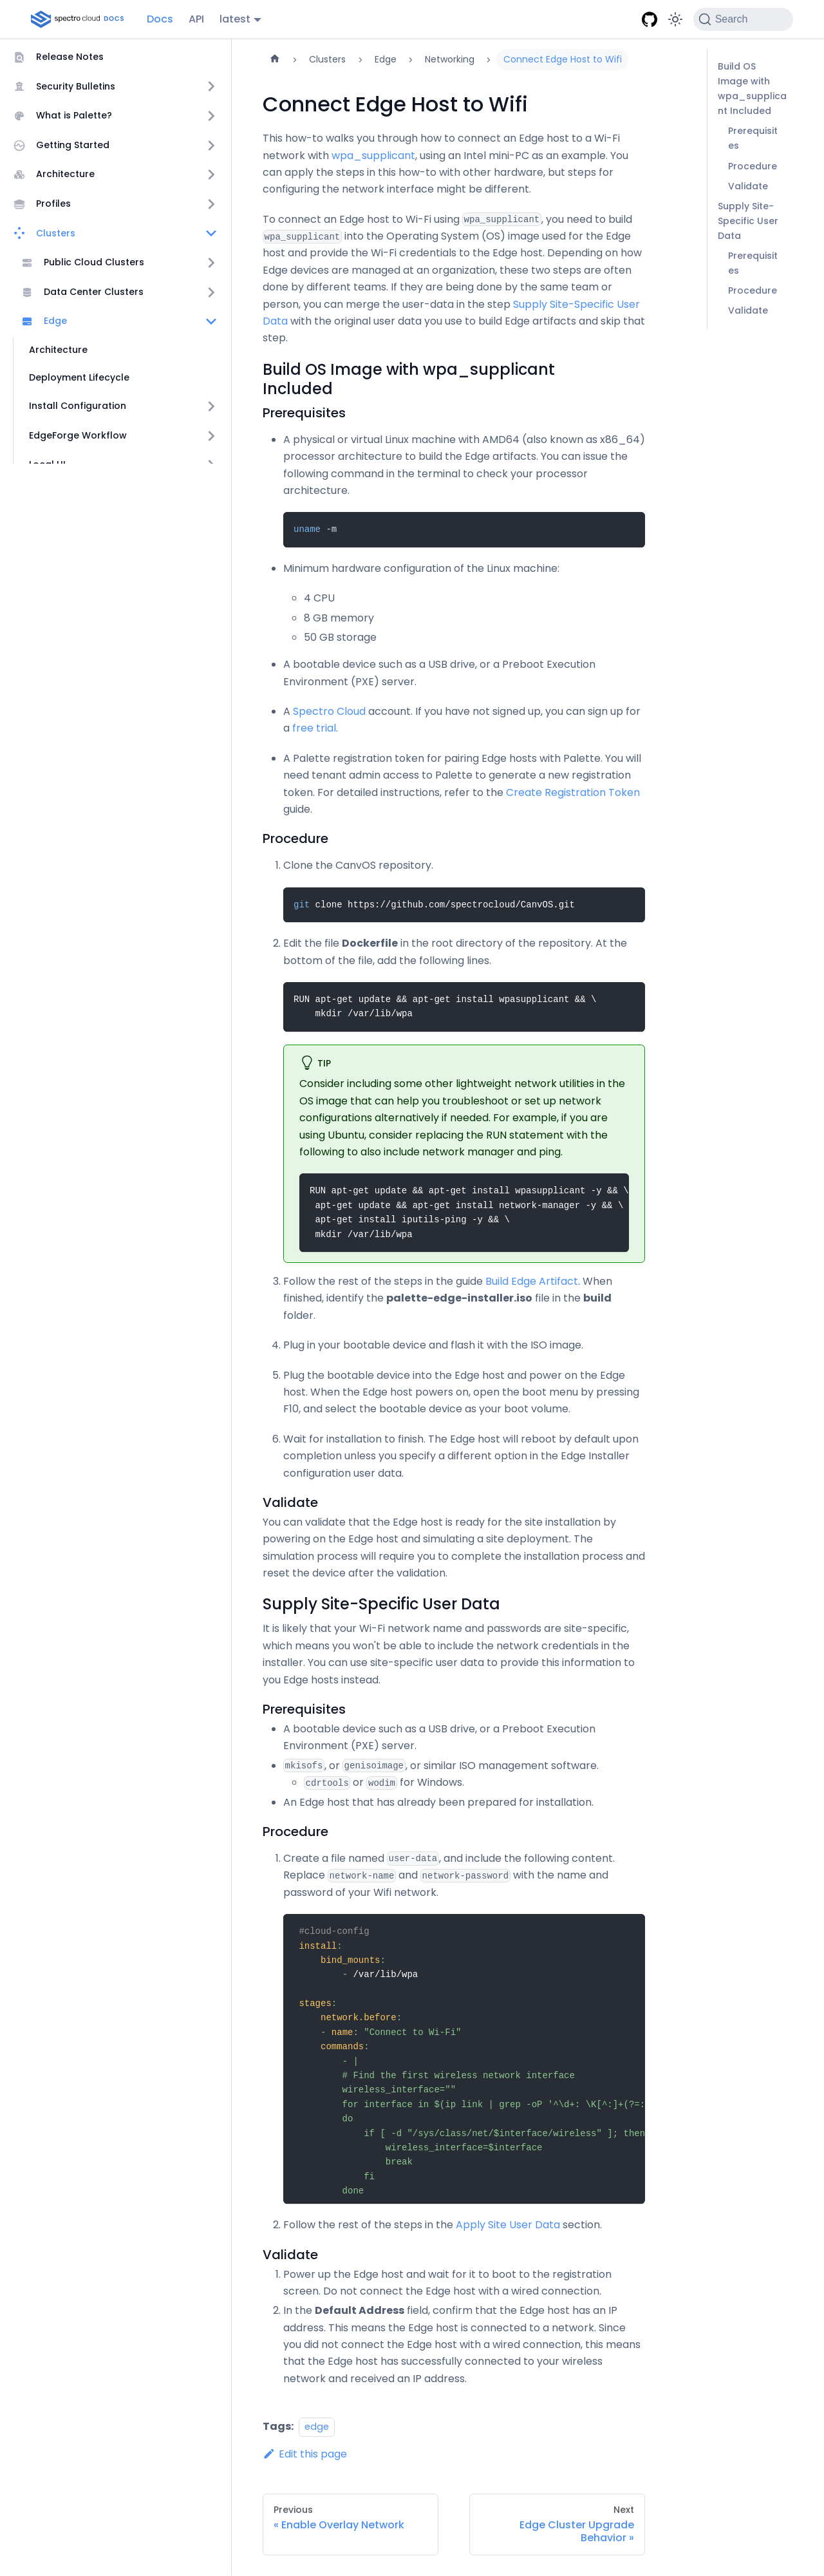 spectro cloud DOCS
Docs
API
latest
Search
Release Notes
Security Bulletins
What is Palette?
Getting Started
Architecture
Profiles
Clusters
Public Cloud Clusters
Data Center Clusters
Edge
Architecture
Deployment Lifecycle
Install Configuration
EdgeForge Workflow
Clusters
Edge
Networking
Connect Edge Host to Wifi
Connect Edge Host to Wifi
This how-to walks you through how to connect an Edge host to a Wi-Fi
network with wpa_supplicant, using an Intel mini-PC as an example. You
can apply the steps in this how-to with other hardware, but steps for
configuring the network interface might be different.
To connect an Edge host to Wi-Fi using wpa_supplicant, you need to build
wpa_supplicant into the Operating System (OS) image used for the Edge
host and provide the Wi-Fi credentials to the Edge host. Depending on how
Edge devices are managed at an organization, these two steps are often
done by different teams. If they are being done by the same team or
person, you can merge the user-data in the step Supply Site-Specific User
Data with the original user data you use to build Edge artifacts and skip that
step.
Build OS Image with wpa_supplicant
Included
Prerequisites
A physical or virtual Linux machine with AMD64 (also known as x86_64)
processor architecture to build the Edge artifacts. You can issue the
following command in the terminal to check your processor
architecture.
uname -m
Minimum hardware configuration of the Linux machine:
4 CPU
8 GB memory
50 GB storage
A bootable device such as a USB drive, or a Preboot Execution
Environment (PXE) server.
A Spectro Cloud account. If you have not signed up, you can sign up for
a free trial.
A Palette registration token for pairing Edge hosts with Palette. You will
need tenant admin access to Palette to generate a new registration
token. For detailed instructions, refer to the Create Registration Token
guide.
Procedure
1. Clone the CanvOS repository.
git clone https://github.com/spectrocloud/CanvOS.git
2. Edit the file Dockerfile in the root directory of the repository. At the
bottom of the file, add the following lines.
RUN apt-get update && apt-get install wpasupplicant && \
mkdir /var/lib/wpa
TIP
Consider including some other lightweight network utilities in the
OS image that can help you troubleshoot or set up network
configurations alternatively if needed. For example, if you are
using Ubuntu, consider replacing the RUN statement with the
following to also include network manager and ping.
RUN apt-get update && apt-get install wpasupplicant -y && \
apt-get update && apt-get install network-manager -y && \
apt-get install iputils-ping -y && \
mkdir /var/lib/wpa
3. Follow the rest of the steps in the guide Build Edge Artifact. When
finished, identify the palette-edge-installer.iso file in the build
folder.
4. Plug in your bootable device and flash it with the ISO image.
5. Plug the bootable device into the Edge host and power on the Edge
host. When the Edge host powers on, open the boot menu by pressing
F10, and select the bootable device as your boot volume.
6. Wait for installation to finish. The Edge host will reboot by default upon
completion unless you specify a different option in the Edge Installer
configuration user data.
Validate
You can validate that the Edge host is ready for the site installation by
powering on the Edge host and simulating a site deployment. The
simulation process will require you to complete the installation process and
reset the device after the validation.
Supply Site-Specific User Data
It is likely that your Wi-Fi network name and passwords are site-specific,
which means you won't be able to include the network credentials in the
installer. You can use site-specific user data to provide this information to
you Edge hosts instead.
Prerequisites
A bootable device such as a USB drive, or a Preboot Execution
Environment (PXE) server.
mkisofs, or genisoimage, or similar ISO management software.
cdrtools or wodim for Windows.
An Edge host that has already been prepared for installation.
Procedure
1. Create a file named user-data, and include the following content.
Replace network-name and network-password with the name and
password of your Wifi network.
#cloud-config
install:
bind_mounts:
- /var/lib/wpa
stages:
network.before:
- name: "Connect to Wi-Fi"
commands:
- |
# Find the first wireless network interface
wireless_interface=""
for interface in $(ip link | grep -oP '^\d+: \K[^:]+(?=:
do
if [ -d "/sys/class/net/$interface/wireless" ]; then
wireless_interface=$interface
break
fi
done
2. Follow the rest of the steps in the Apply Site User Data section.
Validate
1. Power up the Edge host and wait for it to boot to the registration
screen. Do not connect the Edge host with a wired connection.
2. In the Default Address field, confirm that the Edge host has an IP
address. This means the Edge host is connected to a network. Since
you did not connect the Edge host with a wired connection, this means
that the Edge host has successfully connected to your wireless
network and received an IP address.
Tags: edge
Edit this page
Previous
« Enable Overlay Network
Next
Edge Cluster Upgrade
Behavior »
Build OS
Image with
wpa_supplica
nt Included
Prerequisit
es
Procedure
Validate
Supply Site-
Specific User
Data
Prerequisit
es
Procedure
Validate